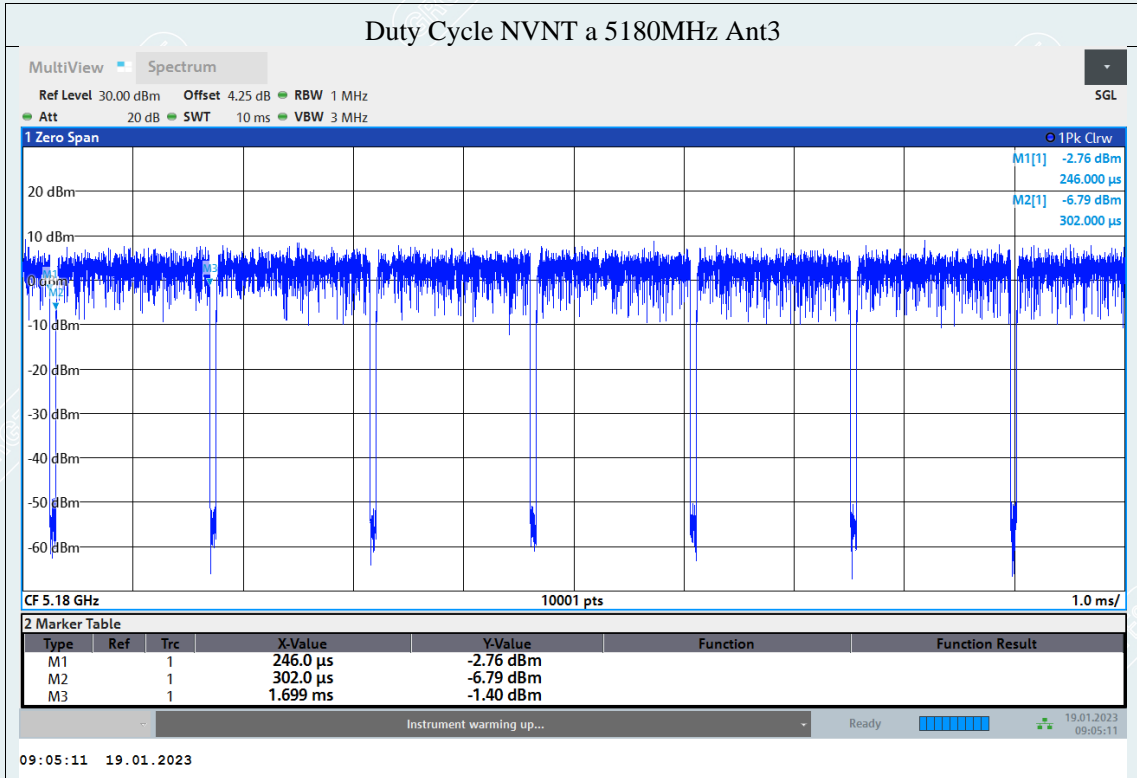 Duty Cycle NVNT a 5180MHz Ant3
MultiView Spectrum
Ref Level 30.00 dBm Offset 4.25 dB RBW 1 MHz SGL
Att 20 dB SWT 10 ms VBW 3 MHz
1 Zero Span 1Pk Clrw
M1[1] -2.76 dBm
246.000 µs
M2[1] -6.79 dBm
302.000 µs
20 dBm
10 dBm
M1 M3
0 dBm
M2
-10 dBm
-20 dBm
-30 dBm
-40 dBm
-50 dBm
-60 dBm
CF 5.18 GHz 10001 pts 1.0 ms/
2 Marker Table
Type Ref Trc X-Value Y-Value Function Function Result
M1 1 246.0 µs -2.76 dBm
M2 1 302.0 µs -6.79 dBm
M3 1 1.699 ms -1.40 dBm
Instrument warming up... Ready 19.01.2023
09:05:11
09:05:11 19.01.2023